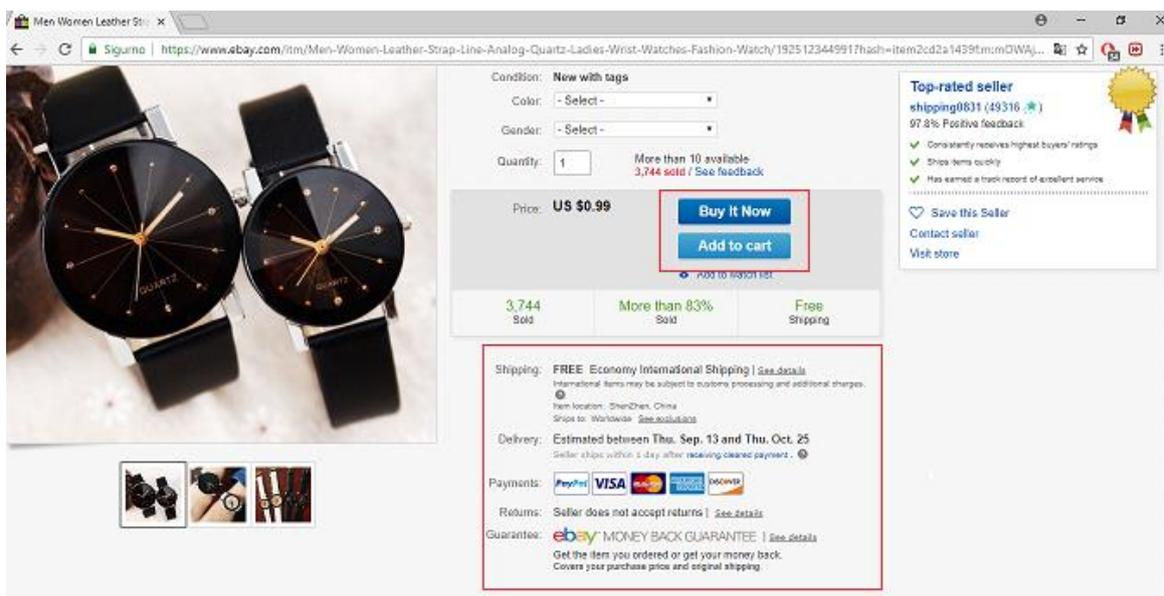 Men Women Leather Str
Sigurno | https://www.ebay.com/itm/Men-Women-Leather-Strap-Line-Analog-Quartz-Ladies-Wrist-Watches-Fashion-Watch/192512344991?hash=item2cd2a1439f:m:mOWAj...
Condition: New with tags
Color: - Select -
Gender: - Select -
Quantity: 1 More than 10 available
3,744 sold / See feedback
Price: US $0.99
Buy It Now
Add to cart
Add to watch list
3,744 Sold
More than 83% Sold
Free Shipping
Shipping: FREE Economy International Shipping | See details
International items may be subject to customs processing and additional charges.
Item location: ShenZhen, China
Ships to: Worldwide See exclusions
Delivery: Estimated between Thu. Sep. 13 and Thu. Oct. 25
Seller ships within 1 day after receiving cleared payment.
Payments: PayPal VISA DISCOVER
Returns: Seller does not accept returns | See details
Guarantee: ebay MONEY BACK GUARANTEE | See details
Get the item you ordered or get your money back.
Covers your purchase price and original shipping.
Top-rated seller
shipping0831 (49316)
97.8% Positive feedback
Consistently receives highest buyers' ratings
Ships items quickly
Has earned a track record of excellent service
Save this Seller
Contact seller
Visit store
QUARTZ
QUARTZ